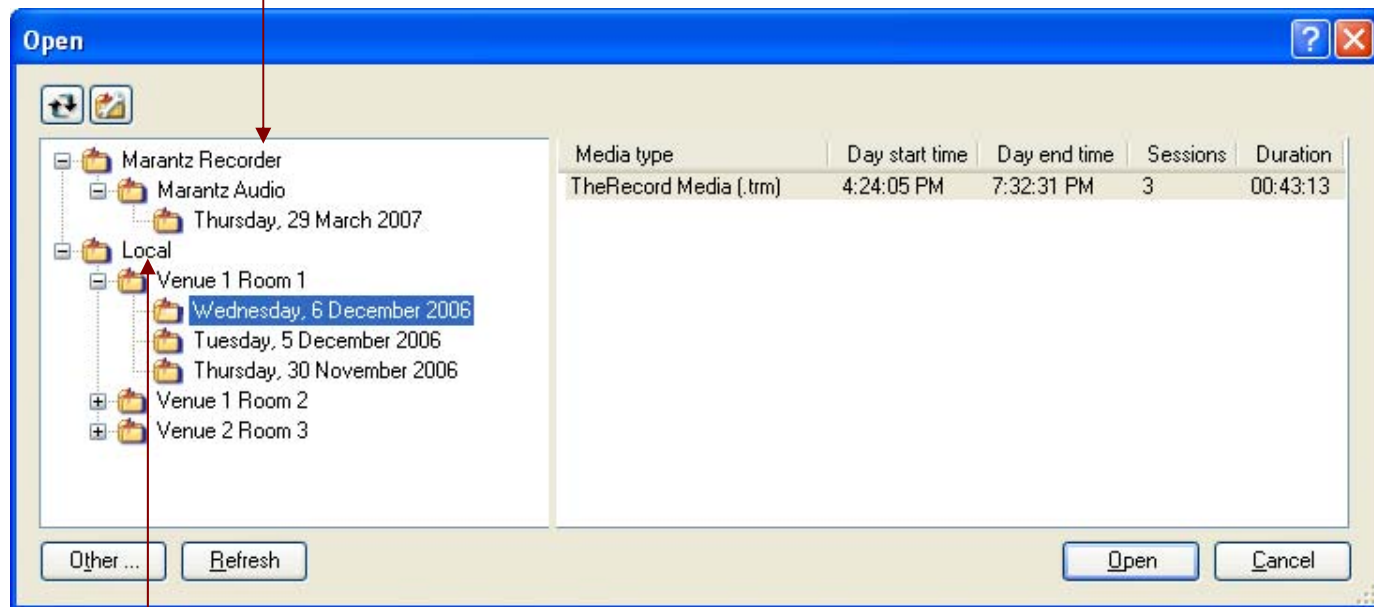 Open
Marantz Recorder
Marantz Audio
Thursday, 29 March 2007
Local
Venue 1 Room 1
Wednesday, 6 December 2006
Tuesday, 5 December 2006
Thursday, 30 November 2006
Venue 1 Room 2
Venue 2 Room 3
Media type Day start time Day end time Sessions Duration
TheRecord Media (.trm) 4:24:05 PM 7:32:31 PM 3 00:43:13
Other ... Refresh Open Cancel